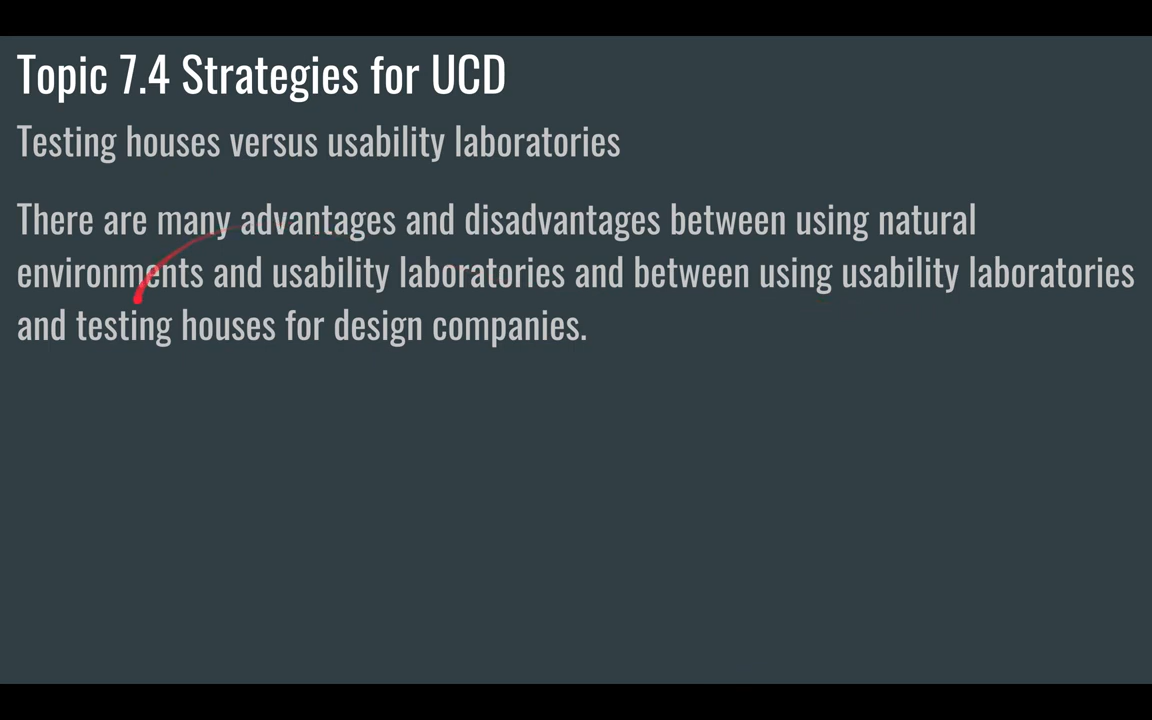 Topic 7.4 Strategies for UCD
Testing houses versus usability laboratories
There are many advantages and disadvantages between using natural
environments and usability laboratories and between using usability laboratories
and testing houses for design companies.